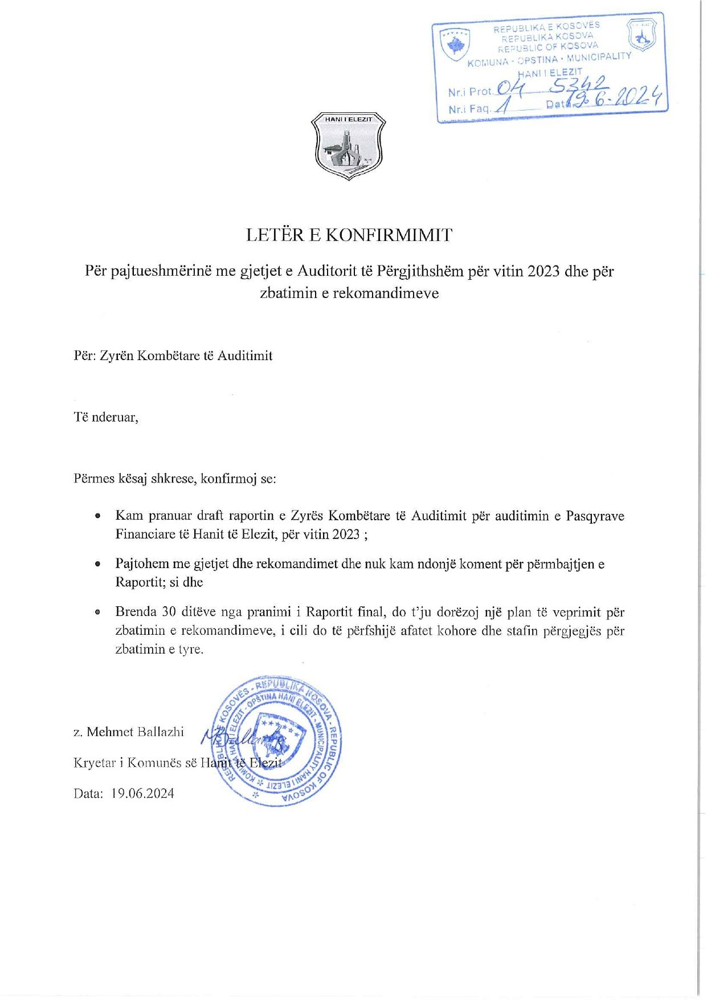 REPUBLIKA E KOSOVËS
REPUBLIKA KOSOVA
REPUBLIC OF KOSOVA
KOMUNA - OPSTINA - MUNICIPALITY
HANI I ELEZIT
Nr.i Prot. 04 5342
Nr.i Faq. 1 Data 19.6.2024
HANI I ELEZIT
LETËR E KONFIRMIMIT
Për pajtueshmërinë me gjetjet e Auditorit të Përgjithshëm për vitin 2023 dhe për
zbatimin e rekomandimeve
Për: Zyrën Kombëtare të Auditimit
Të nderuar,
Përmes kësaj shkrese, konfirmoj se:
• Kam pranuar draft raportin e Zyrës Kombëtare të Auditimit për auditimin e Pasqyrave
Financiare të Hanit të Elezit, për vitin 2023 ;
• Pajtohem me gjetjet dhe rekomandimet dhe nuk kam ndonjë koment për përmbajtjen e
Raportit; si dhe
• Brenda 30 ditëve nga pranimi i Raportit final, do t’ju dorëzoj një plan të veprimit për
zbatimin e rekomandimeve, i cili do të përfshijë afatet kohore dhe stafin përgjegjës për
zbatimin e tyre.
z. Mehmet Ballazhi
Kryetar i Komunës së Hanit të Elezit
Data: 19.06.2024
REPUBLIKA E KOSOVËS - REPUBLIKA KOSOVA - REPUBLIC OF KOSOVA
KOMUNA HANI I ELEZIT - OPŠTINA HANI I ELEZIT - MUNICIPALITY HANI I ELEZIT